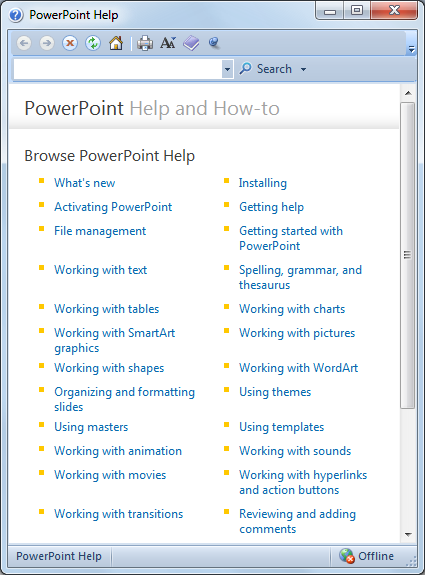 PowerPoint Help
Search
PowerPoint Help and How-to
Browse PowerPoint Help
What's new
Installing
Activating PowerPoint
Getting help
File management
Getting started with
PowerPoint
Working with text
Spelling, grammar, and
thesaurus
Working with tables
Working with charts
Working with SmartArt
graphics
Working with pictures
Working with shapes
Working with WordArt
Organizing and formatting
slides
Using themes
Using masters
Using templates
Working with animation
Working with sounds
Working with movies
Working with hyperlinks
and action buttons
Working with transitions
Reviewing and adding
comments
PowerPoint Help
Offline